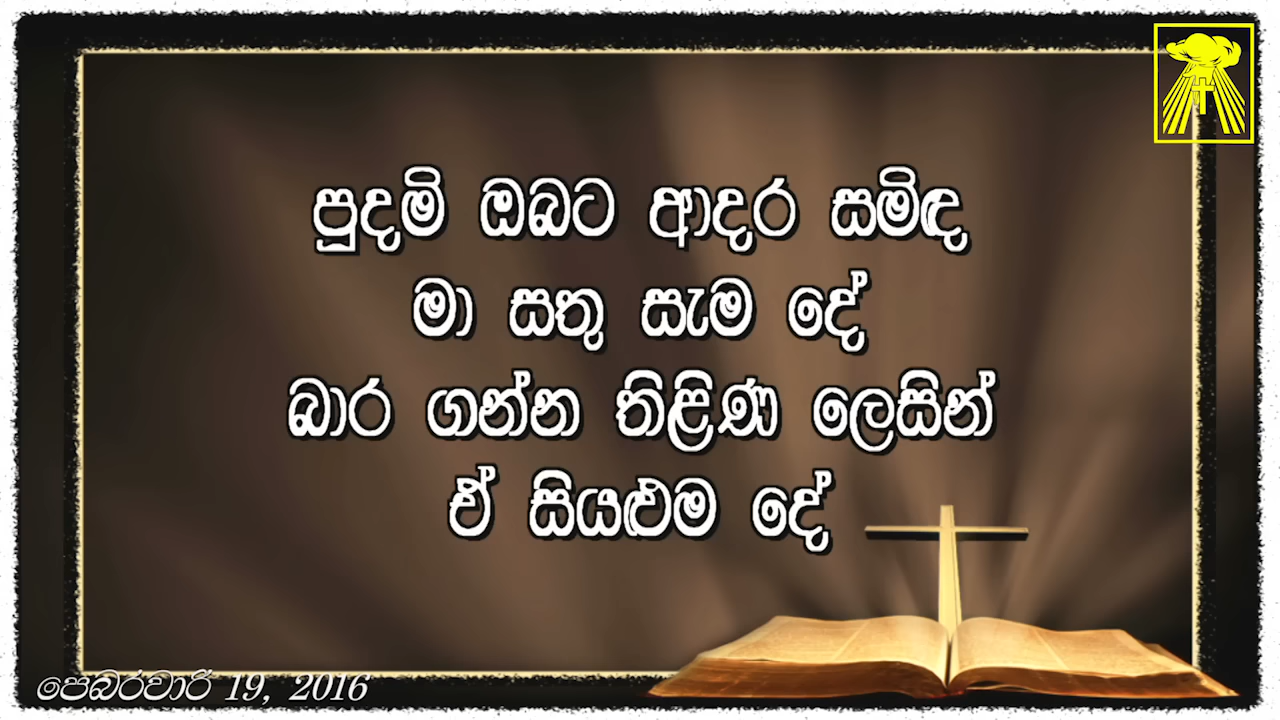 පුදමි ඔබට ආදර සමිඳ
මා සතු සැම දේ
බාර ගන්න තිළිණ ලෙසින්
ඒ සියළුම දේ
පෙබරවාරි 19, 2016